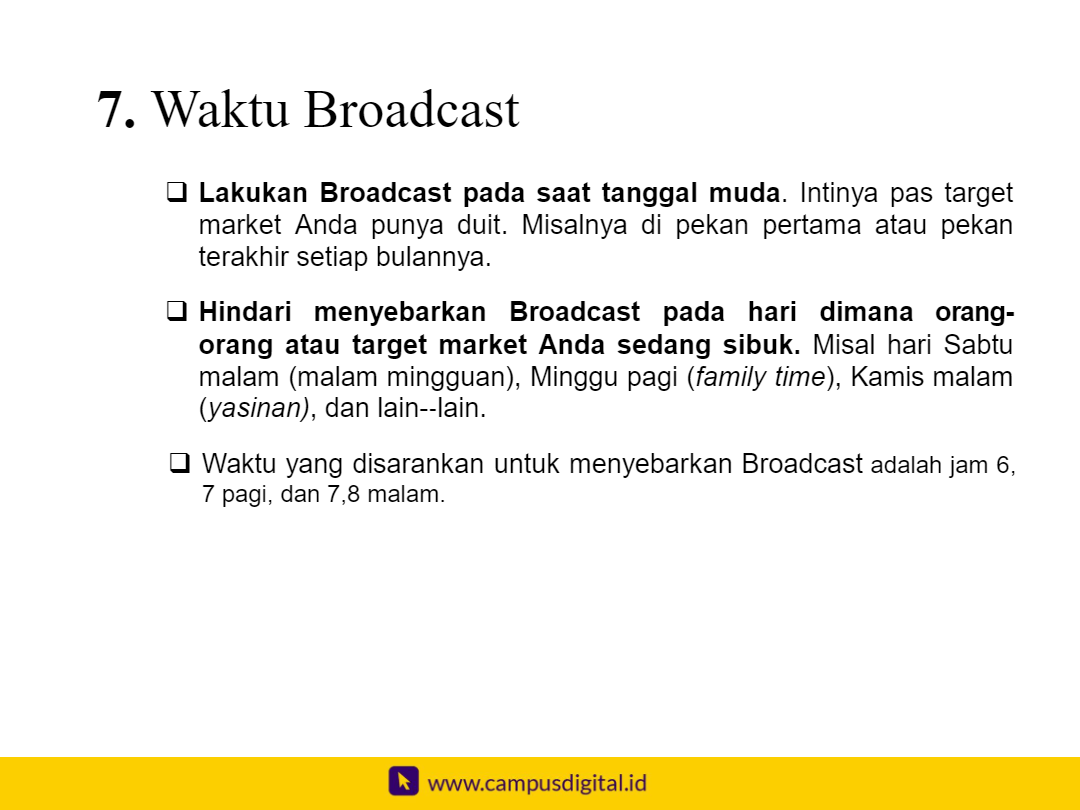 7. Waktu Broadcast
❑ Lakukan Broadcast pada saat tanggal muda. Intinya pas target
market Anda punya duit. Misalnya di pekan pertama atau pekan
terakhir setiap bulannya.
❑ Hindari menyebarkan Broadcast pada hari dimana orang-
orang atau target market Anda sedang sibuk. Misal hari Sabtu
malam (malam mingguan), Minggu pagi (family time), Kamis malam
(yasinan), dan lain--lain.
❑ Waktu yang disarankan untuk menyebarkan Broadcast adalah jam 6,
7 pagi, dan 7,8 malam.
www.campusdigital.id